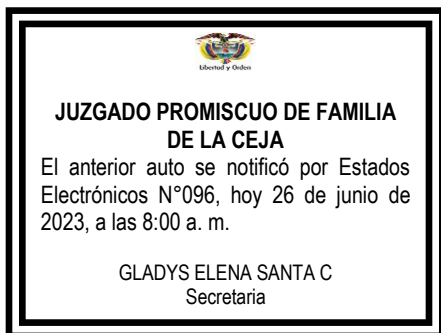 Libertad y Orden
JUZGADO PROMISCUO DE FAMILIA
DE LA CEJA
El anterior auto se notificó por Estados
Electrónicos N°096, hoy 26 de junio de
2023, a las 8:00 a. m.
GLADYS ELENA SANTA C
Secretaria